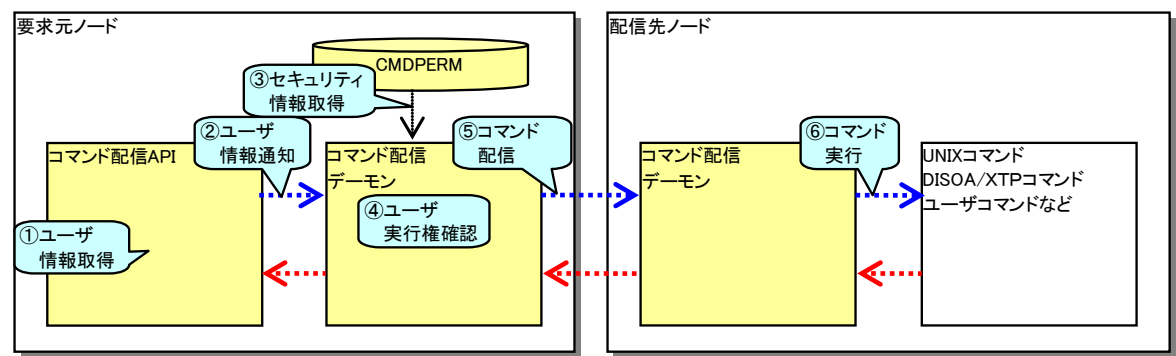 要求元ノード
CMDPERM
③セキュリティ
情報取得
②ユーザ
情報通知
コマンド配信API
コマンド配信
デーモン
①ユーザ
情報取得
④ユーザ
実行権確認
⑤コマンド
配信
配信先ノード
コマンド配信
デーモン
⑥コマンド
実行
UNIXコマンド
DISOA/XTPコマンド
ユーザコマンドなど